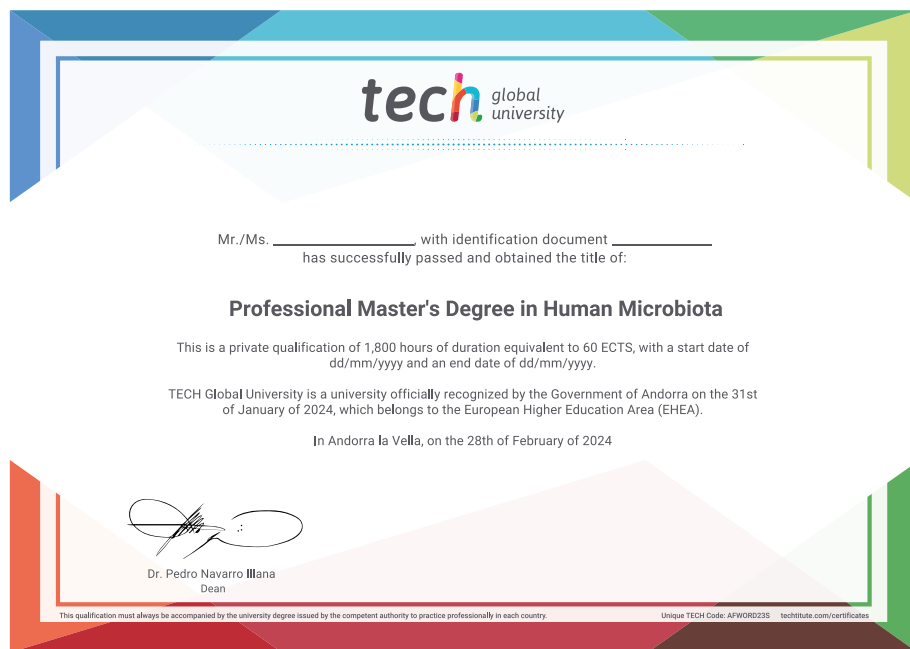 tech global
university
Mr./Ms. ________________, with identification document ___________
has successfully passed and obtained the title of:
Professional Master's Degree in Human Microbiota
This is a private qualification of 1,800 hours of duration equivalent to 60 ECTS, with a start date of
dd/mm/yyyy and an end date of dd/mm/yyyy.
TECH Global University is a university officially recognized by the Government of Andorra on the 31st
of January of 2024, which belongs to the European Higher Education Area (EHEA).
In Andorra la Vella, on the 28th of February of 2024
Dr. Pedro Navarro Illana
Dean
This qualification must always be accompanied by the university degree issued by the competent authority to practice professionally in each country.
Unique TECH Code: AFWORD23S techtitute.com/certificates